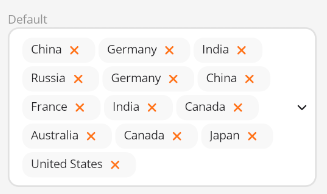 Default
China Germany India
Russia Germany China
France India Canada
Australia Canada Japan
United States